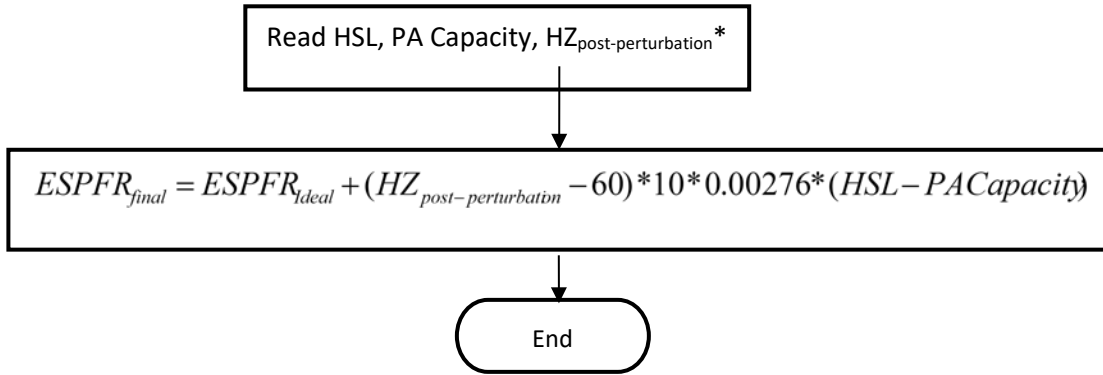 Read HSL, PA Capacity, HZpost-perturbation*
ESPFRfinal = ESPFRIdeal + (HZpost-perturbation −60)*10*0.00276*(HSL−PACapacity)
End